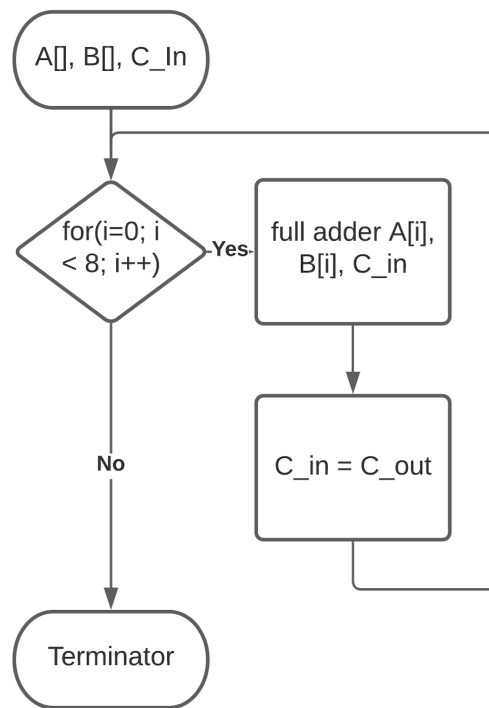 A[], B[], C_In
for(i=0; i
< 8; i++)
Yes
full adder A[i],
B[i], C_in
C_in = C_out
No
Terminator